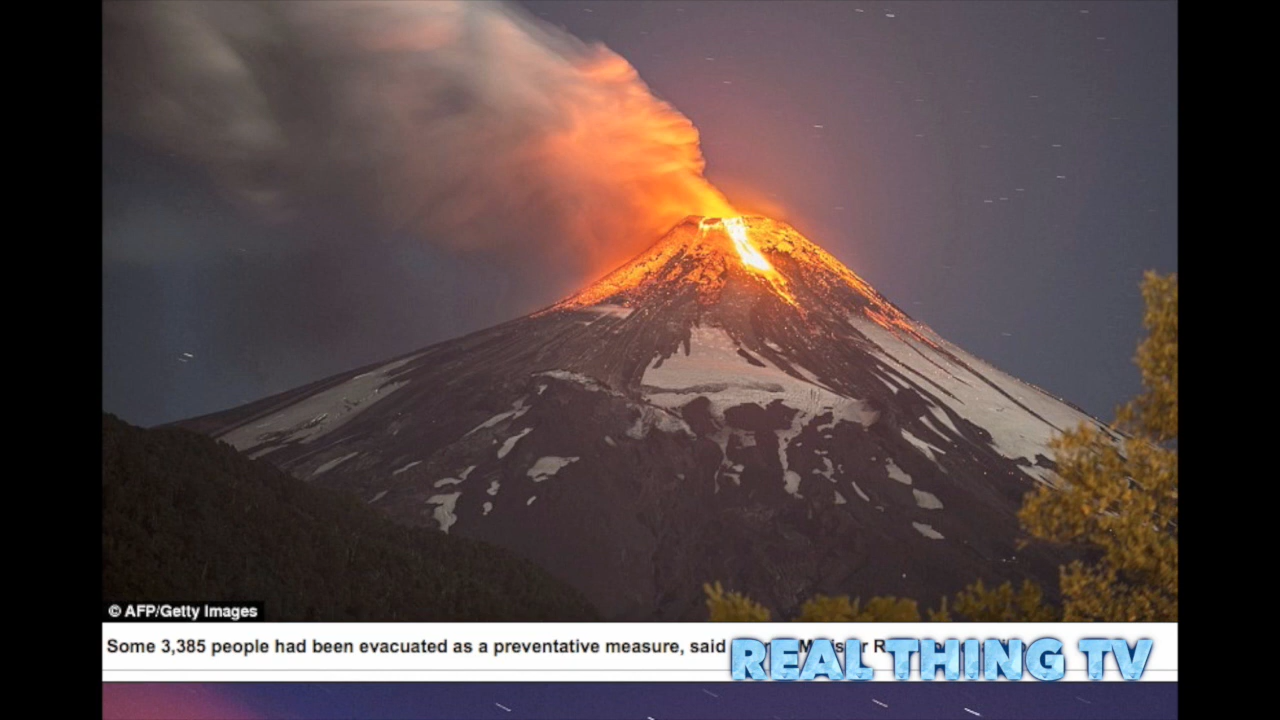 © AFP/Getty Images
Some 3,385 people had been evacuated as a preventative measure, said
REAL THING TV